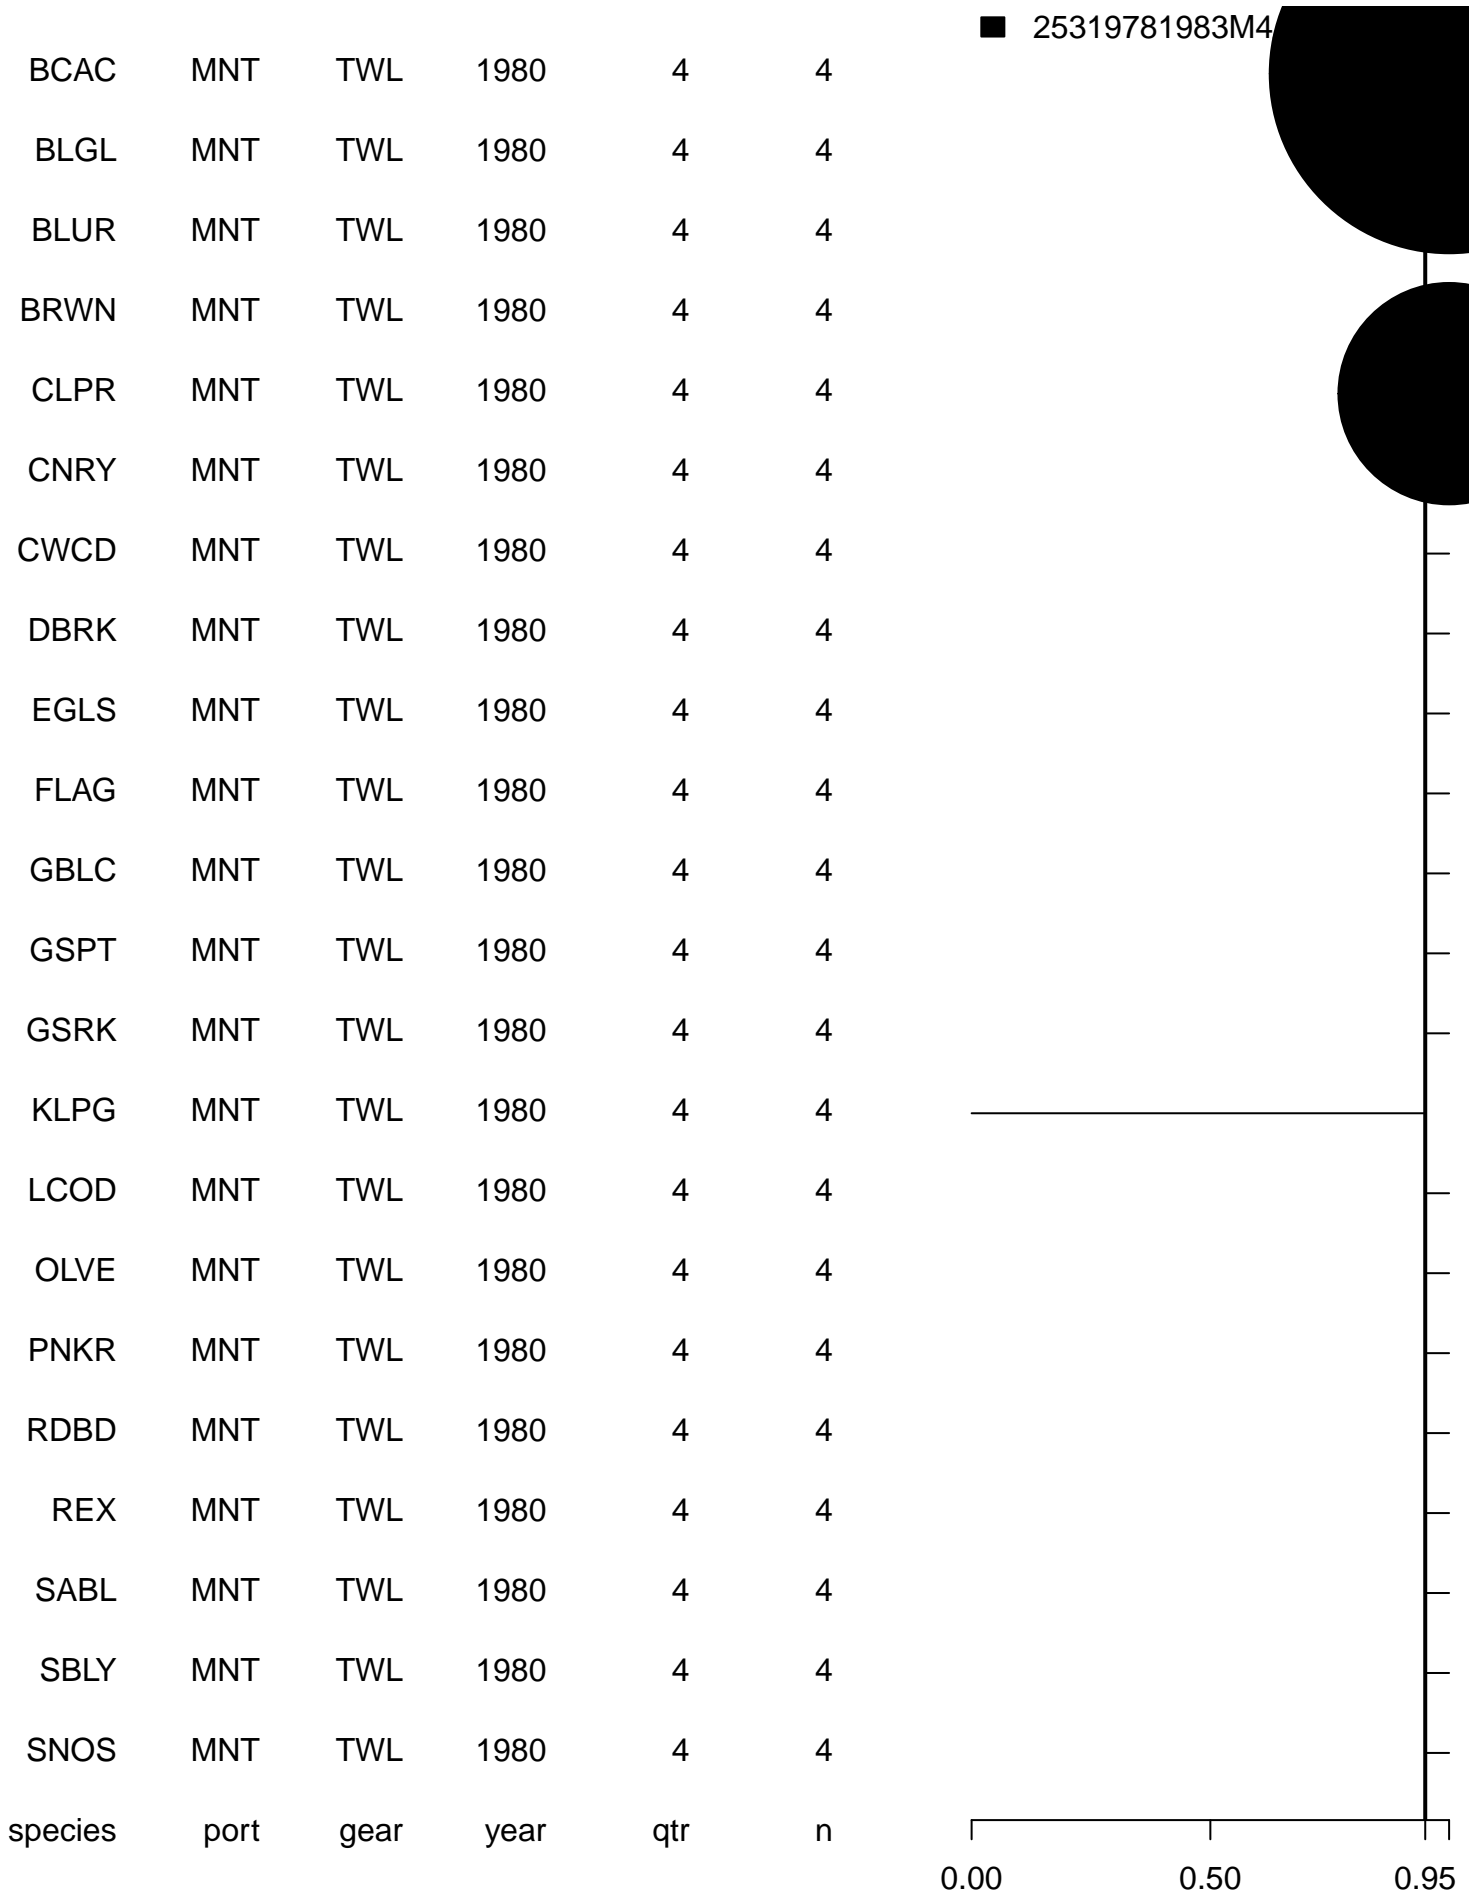 25319781983M4
BCAC MNT TWL 1980 4 4
BLGL MNT TWL 1980 4 4
BLUR MNT TWL 1980 4 4
BRWN MNT TWL 1980 4 4
CLPR MNT TWL 1980 4 4
CNRY MNT TWL 1980 4 4
CWCD MNT TWL 1980 4 4
DBRK MNT TWL 1980 4 4
EGLS MNT TWL 1980 4 4
FLAG MNT TWL 1980 4 4
GBLC MNT TWL 1980 4 4
GSPT MNT TWL 1980 4 4
GSRK MNT TWL 1980 4 4
KLPG MNT TWL 1980 4 4
LCOD MNT TWL 1980 4 4
OLVE MNT TWL 1980 4 4
PNKR MNT TWL 1980 4 4
RDBD MNT TWL 1980 4 4
REX MNT TWL 1980 4 4
SABL MNT TWL 1980 4 4
SBLY MNT TWL 1980 4 4
SNOS MNT TWL 1980 4 4
species port gear year qtr n
0.00 0.50 0.95